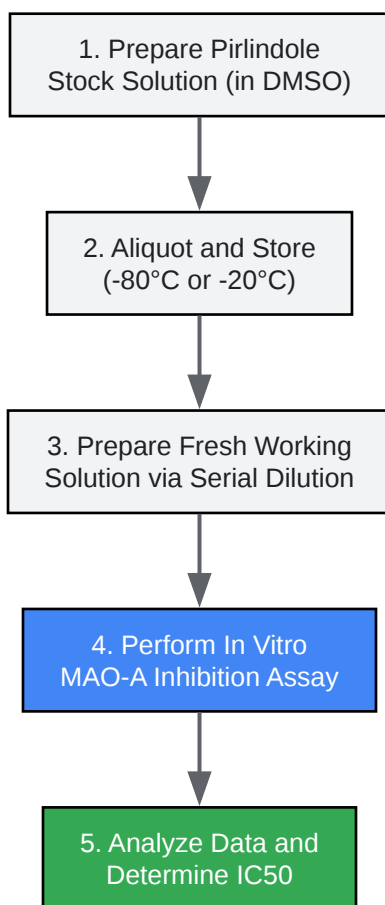 1. Prepare Pirlindole
Stock Solution (in DMSO)
2. Aliquot and Store
(-80°C or -20°C)
3. Prepare Fresh Working
Solution via Serial Dilution
4. Perform In Vitro
MAO-A Inhibition Assay
5. Analyze Data and
Determine IC50